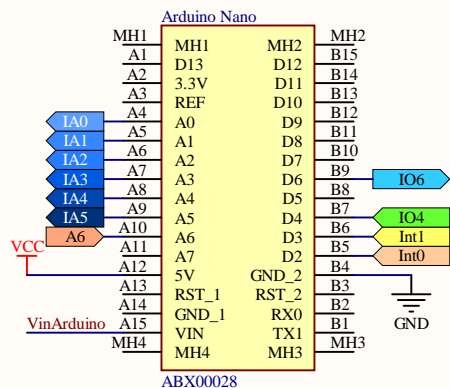 Arduino Nano
MH1 MH1 MH2 MH2
A1 D13 D12 B15
A2 3.3V D11 B14
A3 REF D10 B13
IA0 A4 A0 D9 B12
IA1 A5 A1 D8 B11
IA2 A6 A2 D7 B10
IA3 A7 A3 D6 B9 IO6
IA4 A8 A4 D5 B8
IA5 A9 A5 D4 B7 IO4
A6 A10 A6 D3 B6 Int1
A11 A7 D2 B5 Int0
VCC A12 5V GND_2 B4
A13 RST_1 RST_2 B3
A14 GND_1 RX0 B2 GND
VinArduino A15 VIN TX1 B1
MH4 MH4 MH3 MH3
ABX00028